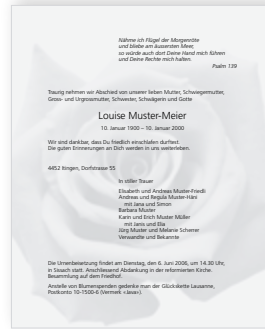 Nähme ich Flügel der Morgenröte
und bliebe am äussersten Meer,
so würde auch dort Deine Hand mich führen
und Deine Rechte mich halten.
Psalm 139
Traurig nehmen wir Abschied von unserer lieben Mutter, Schwiegermutter,
Gross- und Urgrossmutter, Schwester, Schwägerin und Gotte
Louise Muster-Meier
10. Januar 1900 – 10. Januar 2000
Wir sind dankbar, dass Du friedlich einschlafen durftest.
Die guten Erinnerungen an Dich werden in uns weiterleben.
4452 Itingen, Dorfstrasse 55
In stiller Trauer
Elisabeth und Andreas Muster-Friedli
Andreas und Regula Muster-Häni
mit Jana und Simon
Barbara Muster
Karin und Erich Muster Müller
mit Janis und Elia
Jürg Muster und Melanie Scherrer
Verwandte und Bekannte
Die Urnenbeisetzung findet am Dienstag, den 6. Juni 2006, um 14.30 Uhr,
in Sissach statt. Anschliessend Abdankung in der reformierten Kirche.
Besammlung auf dem Friedhof.
Anstelle von Blumenspenden gedenke man der Glückskette Lausanne,
Postkonto 10-1500-6 (Vermerk «Java»).